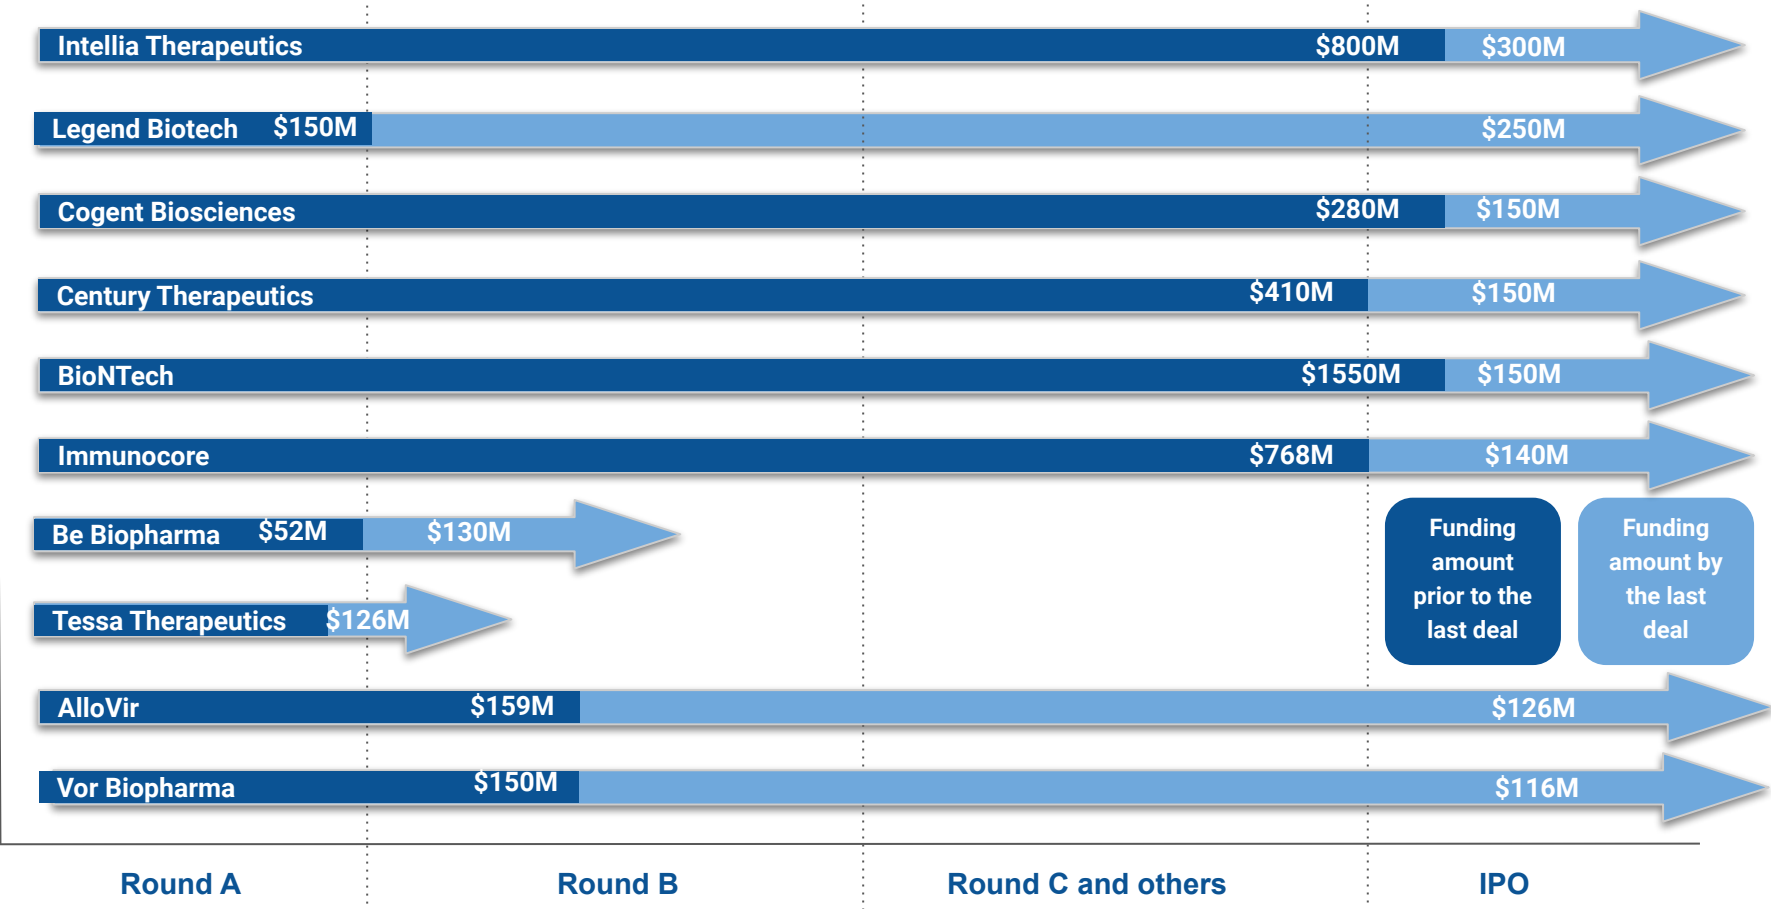 Intellia Therapeutics $800M $300M
Legend Biotech $150M $250M
Cogent Biosciences $280M $150M
Century Therapeutics $410M $150M
BioNTech $1550M $150M
Immunocore $768M $140M
Be Biopharma $52M $130M
Tessa Therapeutics $126M
Funding
amount
prior to the
last deal
Funding
amount by
the last
deal
AlloVir $159M $126M
Vor Biopharma $150M $116M
Round A Round B Round C and others IPO